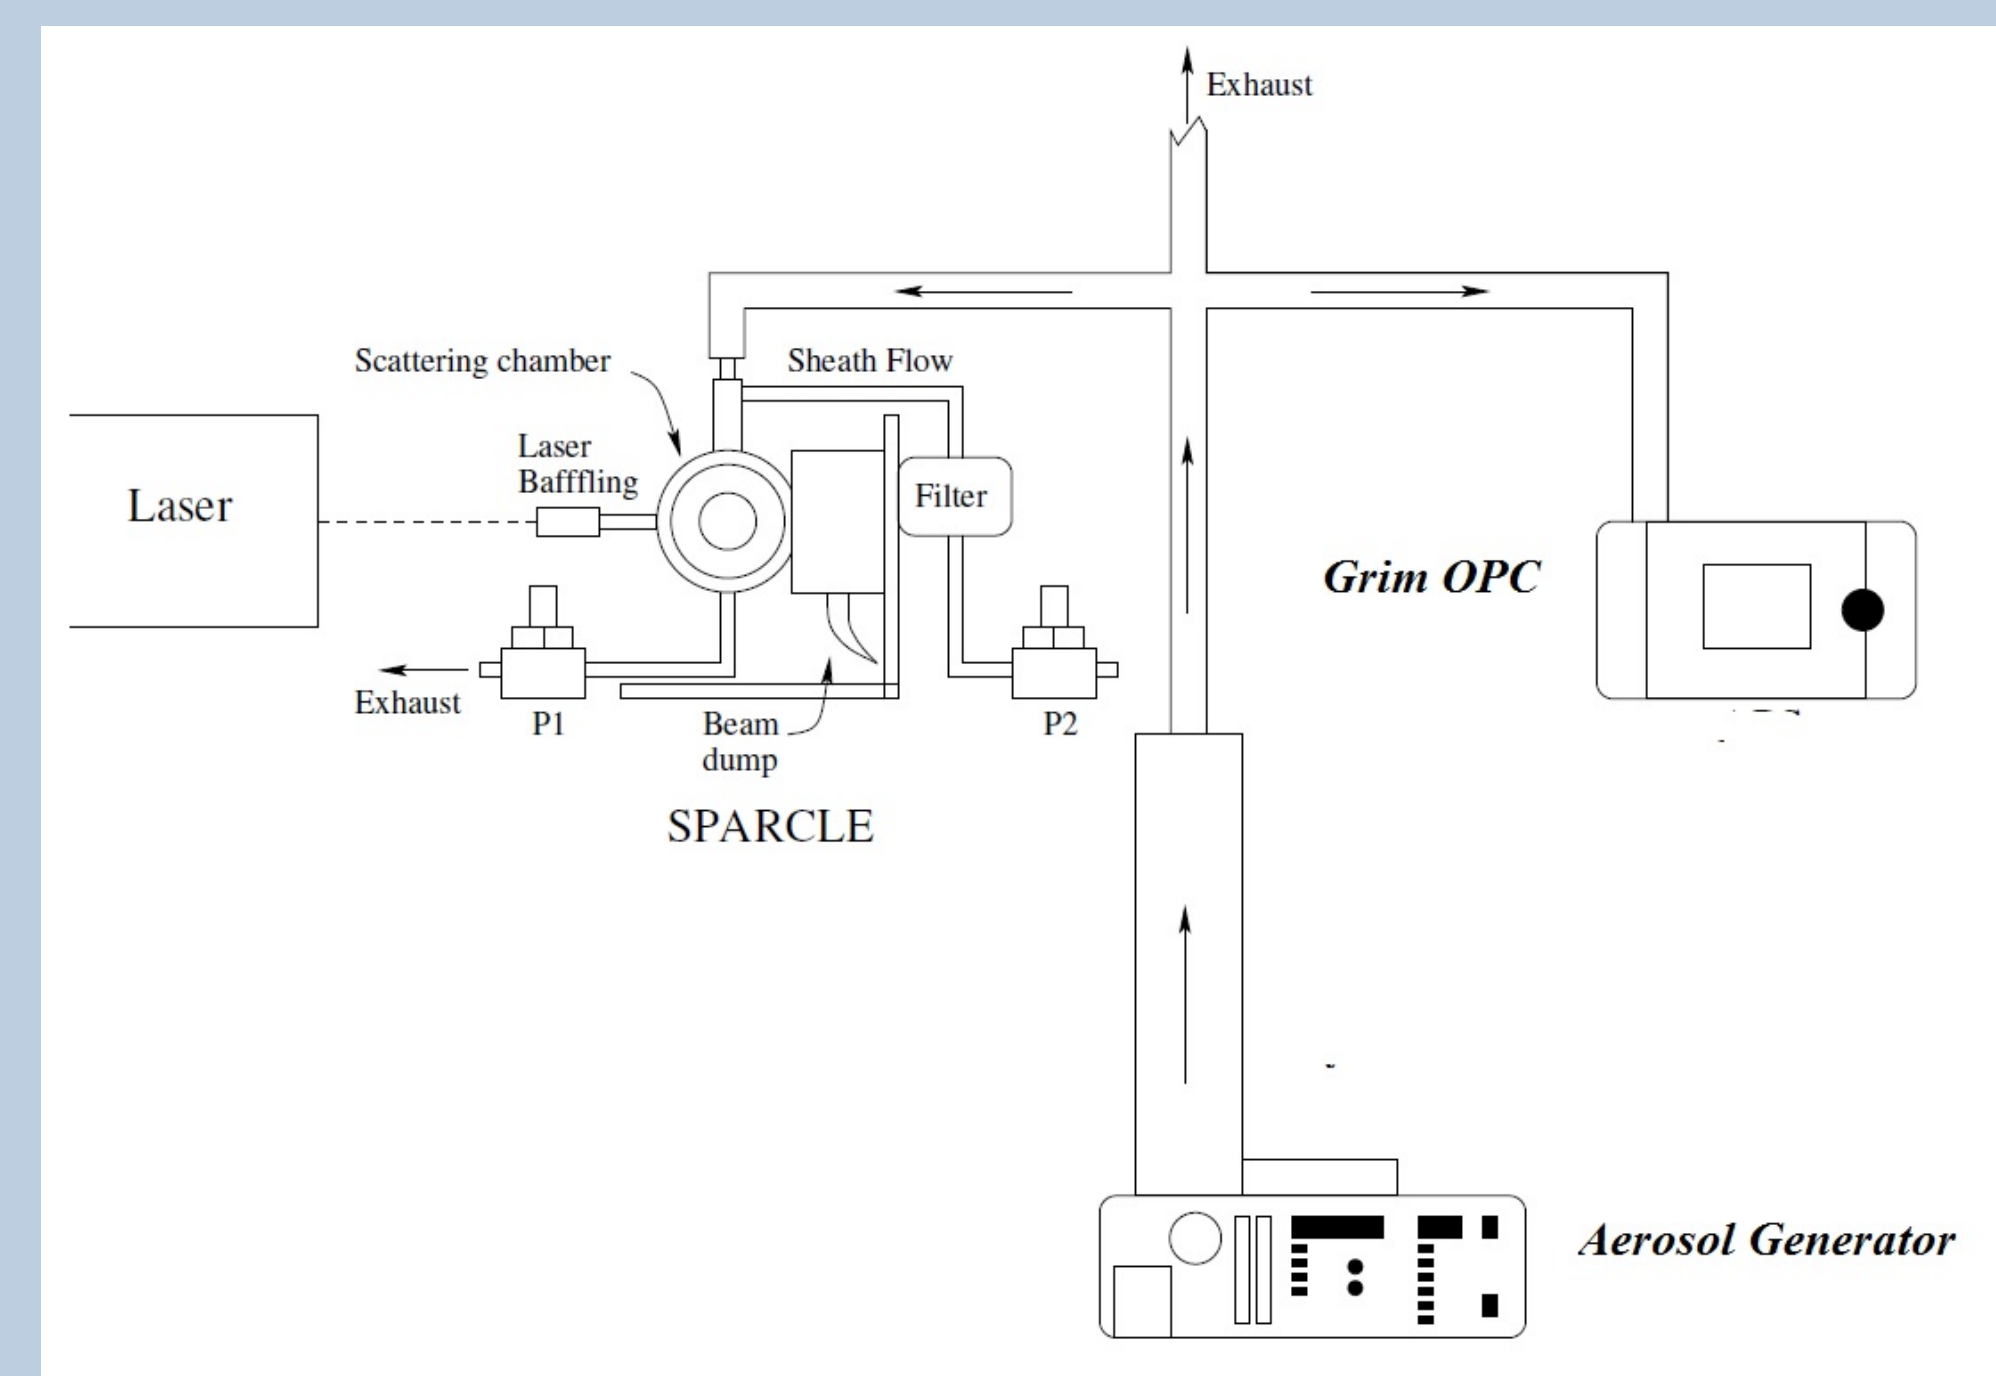 Exhaust
Scattering chamber
Sheath Flow
Laser
Bafffling
Laser
Filter
Grim OPC
Exhaust
P1
Beam
dump
P2
SPARCLE
Aerosol Generator